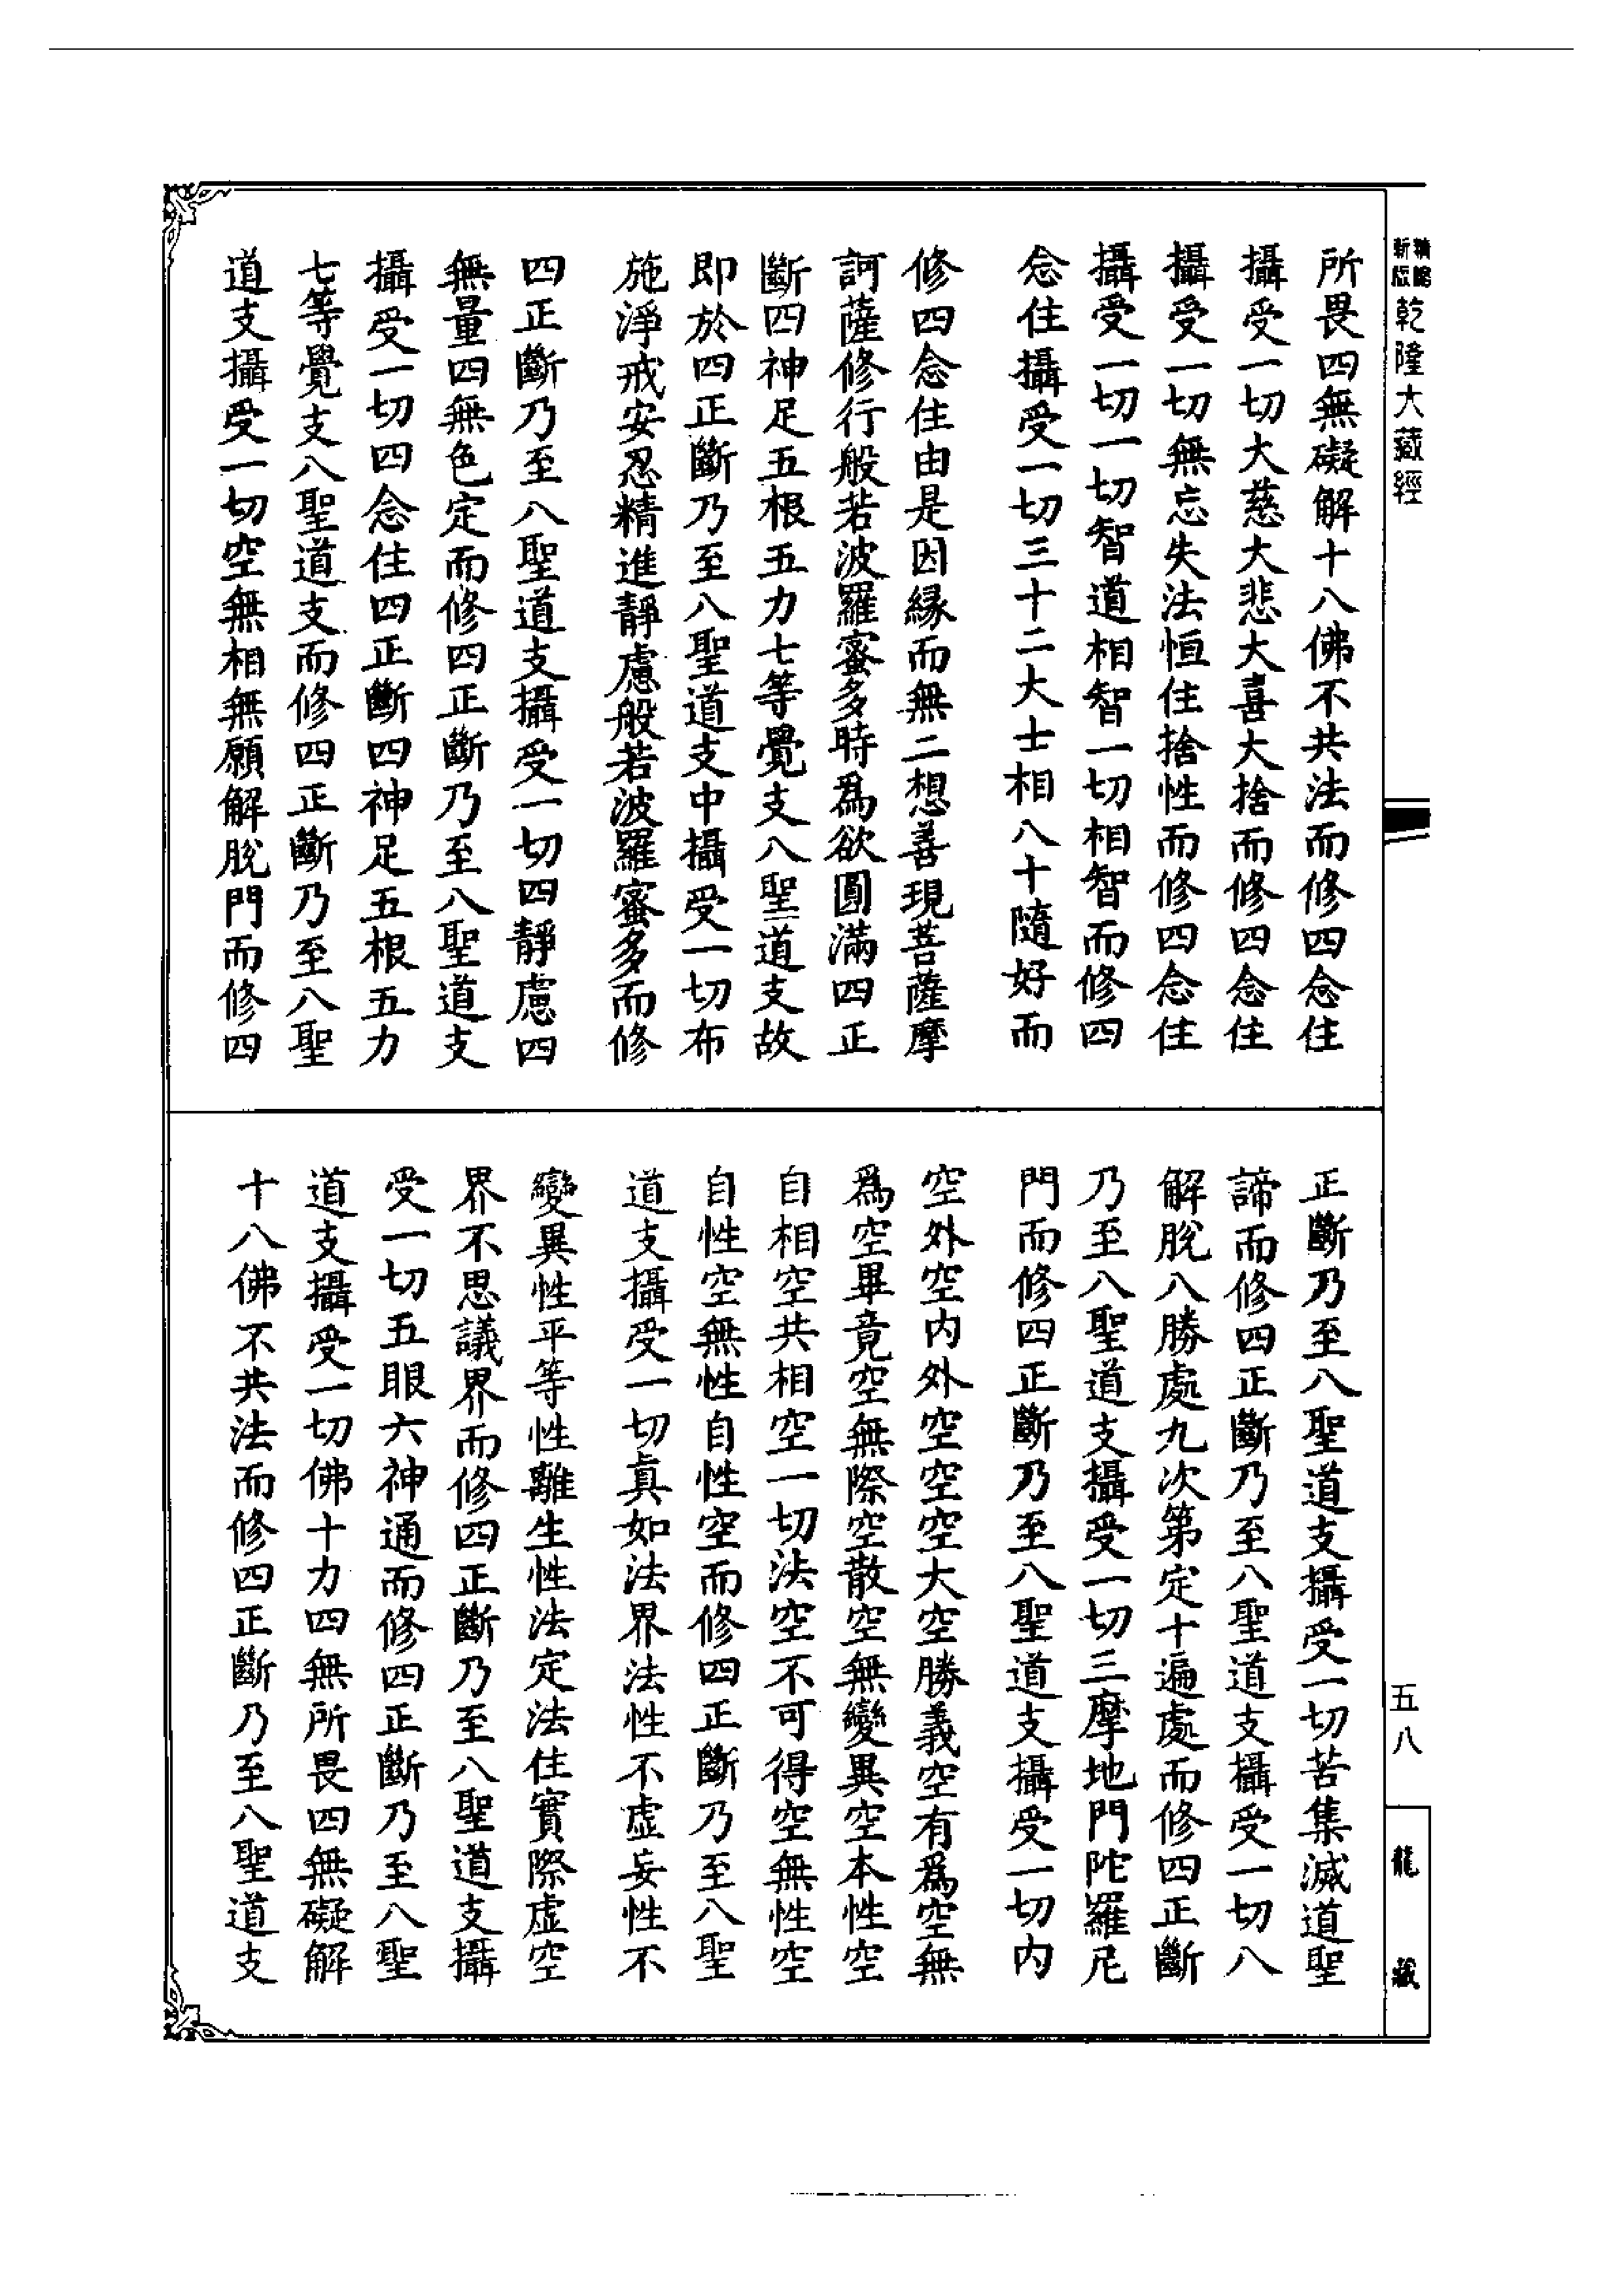 新版
精縮
乾隆大藏經
所畏四無礙解十八佛不共法而修四念住
攝受一切大慈大悲大喜大捨而修四念住
攝受一切無忘失法恒住捨性而修四念住
攝受一切一切智道相智一切相智而修四
念住攝受一切三十二大士相八十隨好而
修四念住由是因緣而無二想善現菩薩摩
訶薩修行般若波羅蜜多時爲欲圓滿四正
斷四神足五根五力七等覺支八聖道支故
即於四正斷乃至八聖道支中攝受一切布
施淨戒安忍精進靜慮般若波羅蜜多而修
四正斷乃至八聖道支攝受一切四靜慮四
無量四無色定而修四正斷乃至八聖道支
攝受一切四念住四正斷四神足五根五力
七等覺支八聖道支而修四正斷乃至八聖
道支攝受一切空無相無願解脫門而修四
正斷乃至八聖道支攝受一切苦集滅道聖
諦而修四正斷乃至八聖道支攝受一切八
解脫八勝處九次第定十遍處而修四正斷
乃至八聖道支攝受一切三摩地門陀羅尼
門而修四正斷乃至八聖道支攝受一切内
空外空内外空空空大空勝義空有爲空無
爲空畢竟空無際空散空無變異空本性空
自相空共相空一切法空不可得空無性空
自性空無性自性空而修四正斷乃至八聖
道支攝受一切真如法界法性不虛妄性不
變異性平等性離生性法定法住實際虛空
界不思議界而修四正斷乃至八聖道支攝
受一切五眼六神通而修四正斷乃至八聖
道支攝受一切佛十力四無所畏四無礙解
十八佛不共法而修四正斷乃至八聖道支
五八
龍藏